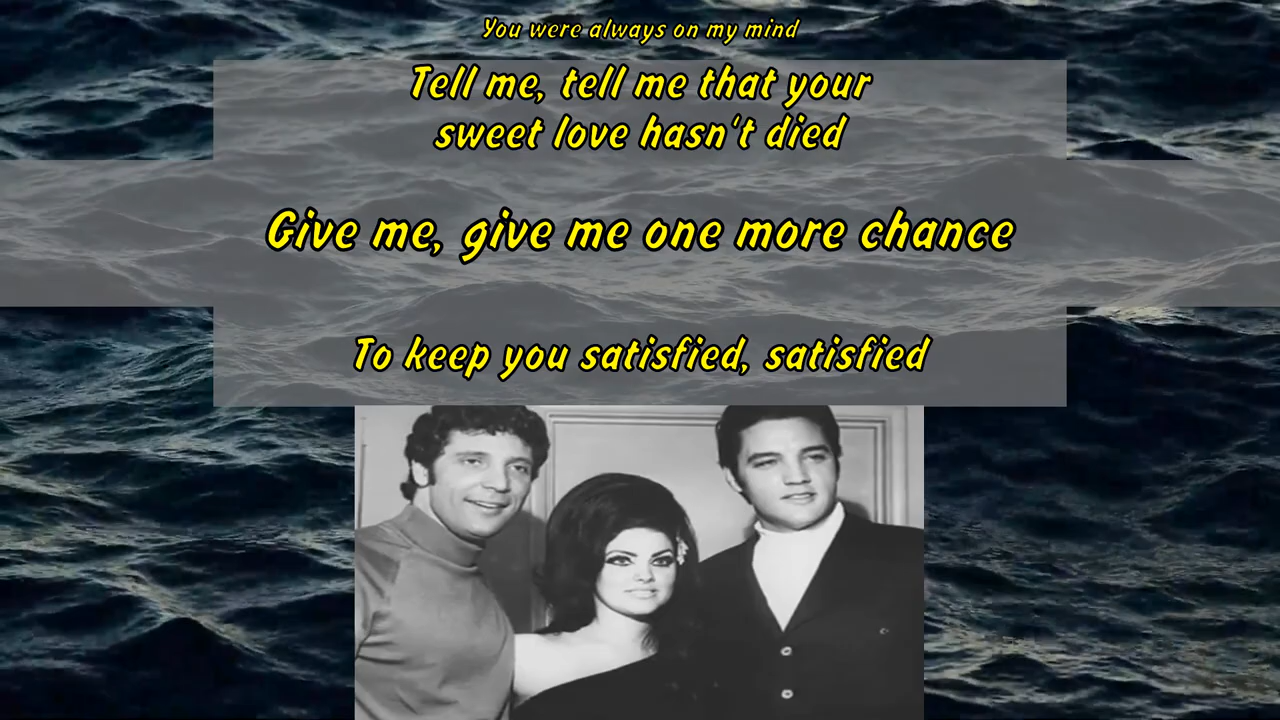 You were always on my mind
Tell me, tell me that your
sweet love hasn't died
Give me, give me one more chance
To keep you satisfied, satisfied